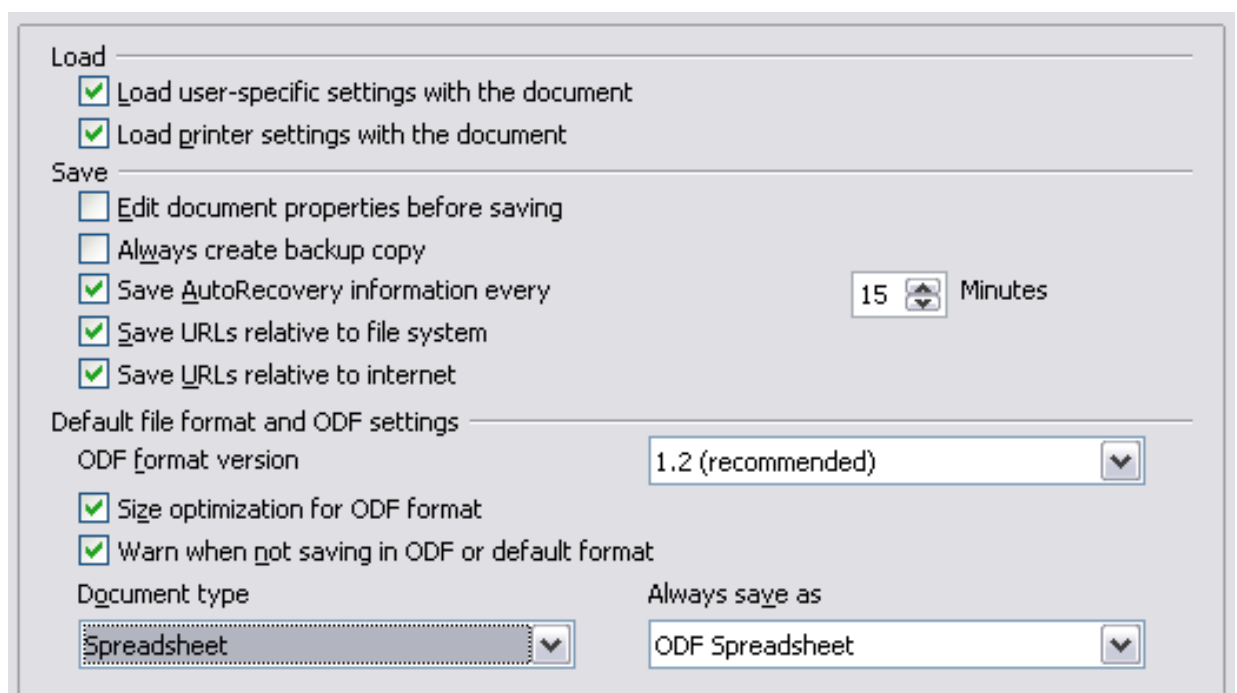 Load
Load user-specific settings with the document
Load printer settings with the document
Save
Edit document properties before saving
Always create backup copy
Save AutoRecovery information every 15 Minutes
Save URLs relative to file system
Save URLs relative to internet
Default file format and ODF settings
ODF format version 1.2 (recommended)
Size optimization for ODF format
Warn when not saving in ODF or default format
Document type Always save as
Spreadsheet ODF Spreadsheet